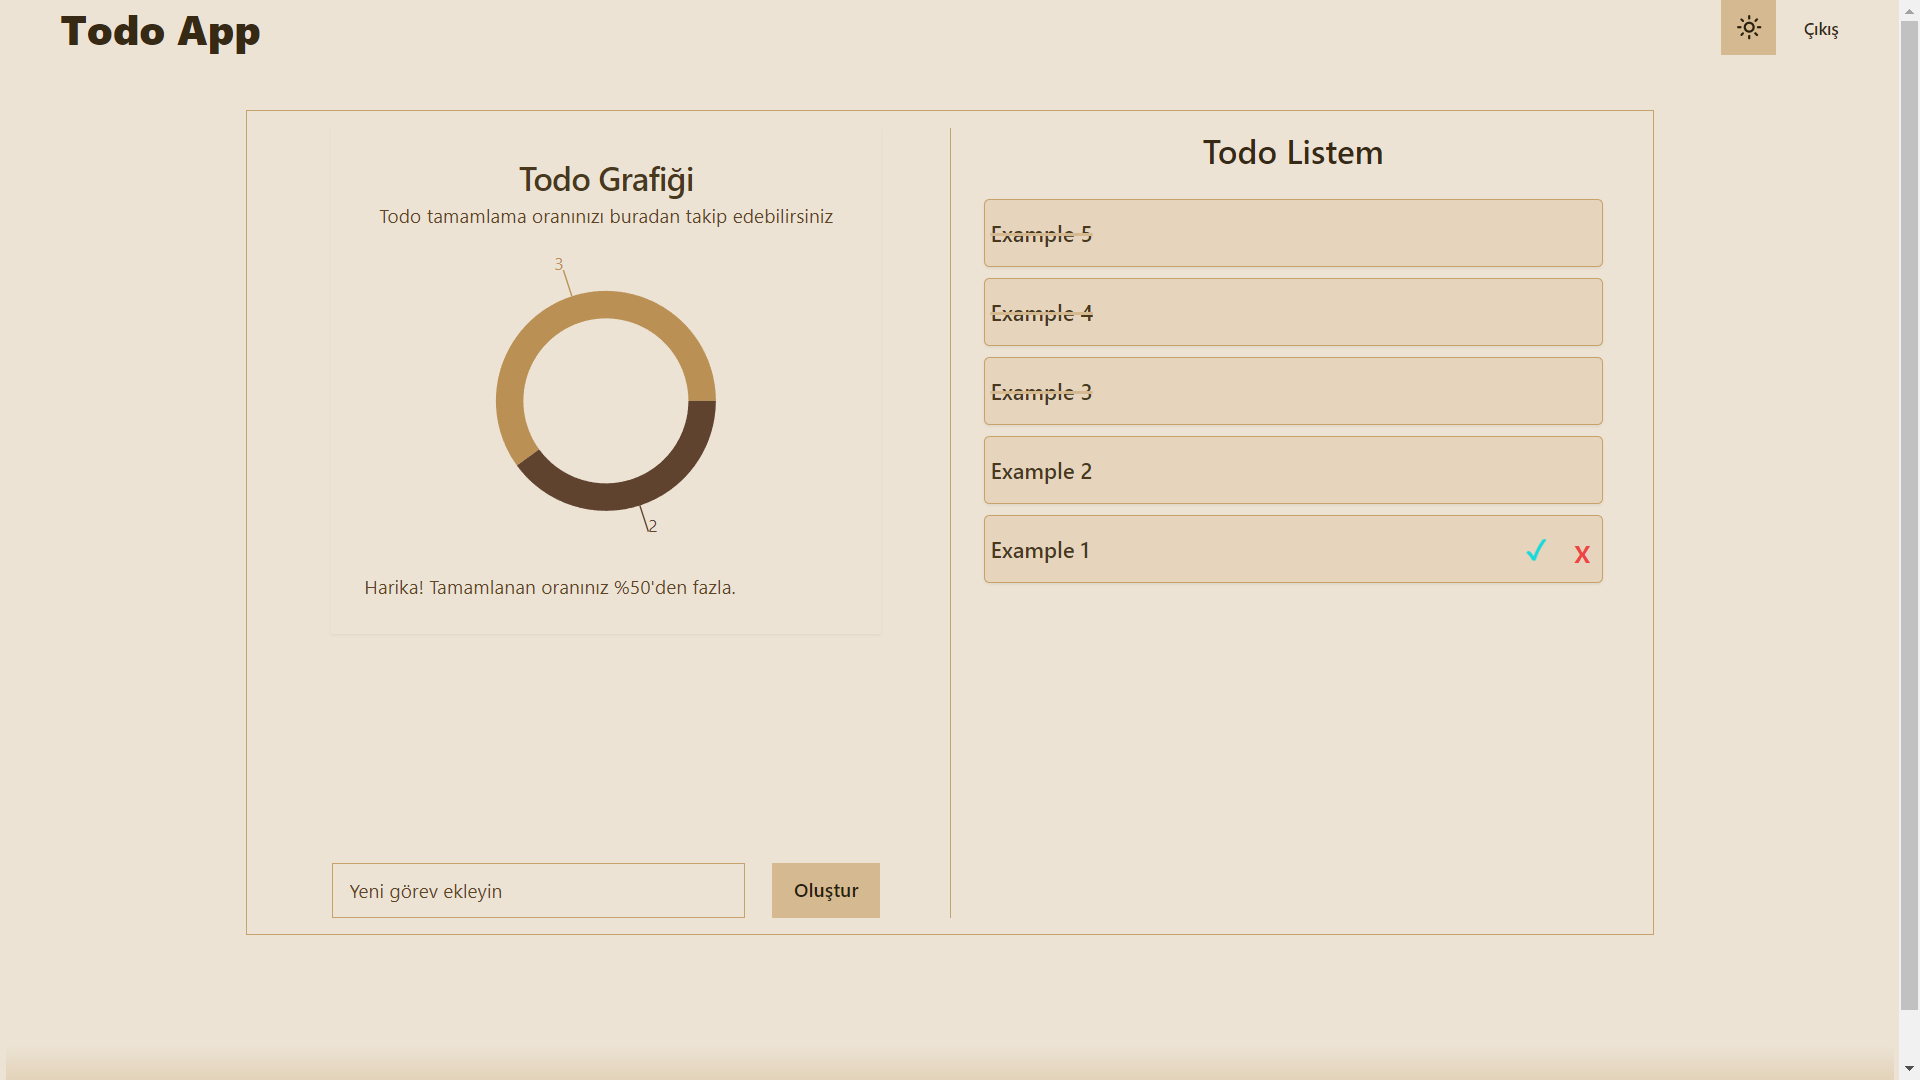 Todo App
Çıkış
Todo Grafiği
Todo tamamlama oranınızı buradan takip edebilirsiniz
3
2
Harika! Tamamlanan oranınız %50'den fazla.
Yeni görev ekleyin
Oluştur
Todo Listem
Example 5
Example 4
Example 3
Example 2
Example 1
X